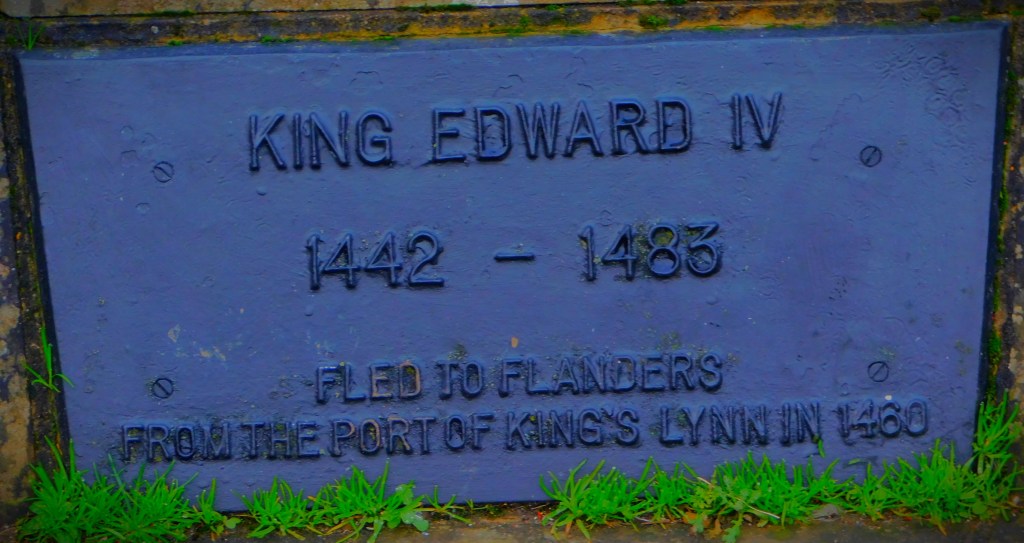 KING EDWARD IV
1442 - 1483
FLED TO FLANDERS
FROM THE PORT OF KING'S LYNN IN 1460